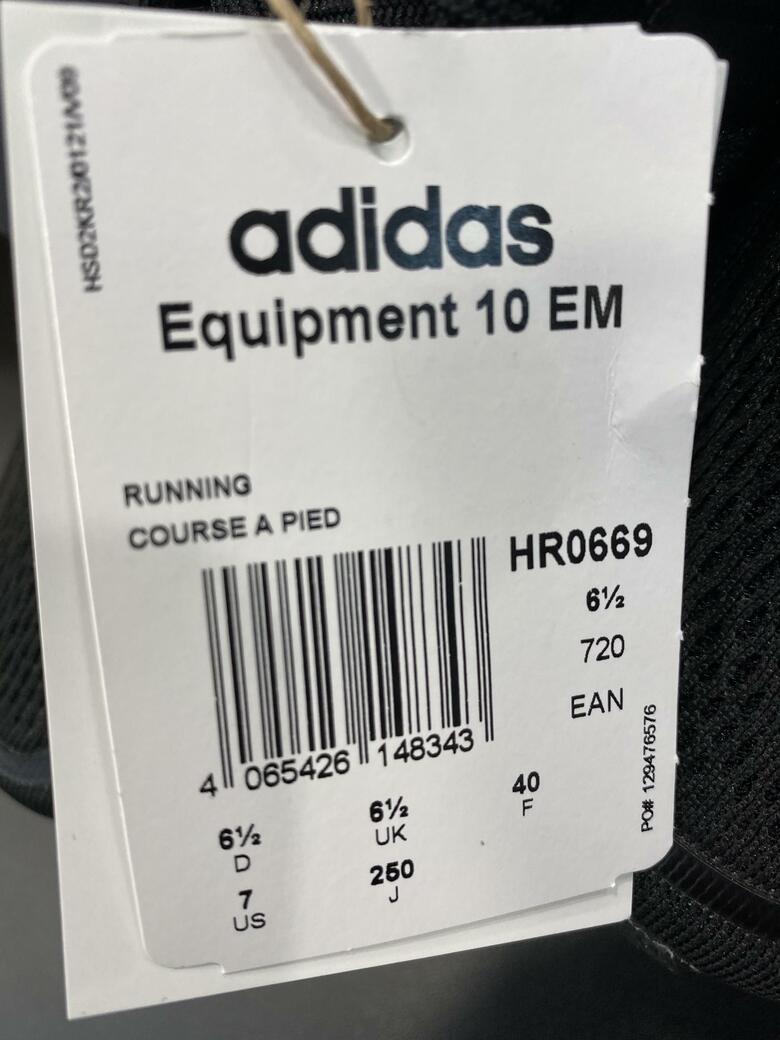 HSD2KR2/0121/V/09
adidas
Equipment 10 EM
RUNNING
COURSE A PIED
HR0669
6½
720
EAN
4 065426 148343
PO# 129476576
6½
D
6½
UK
40
F
7
US
250
J